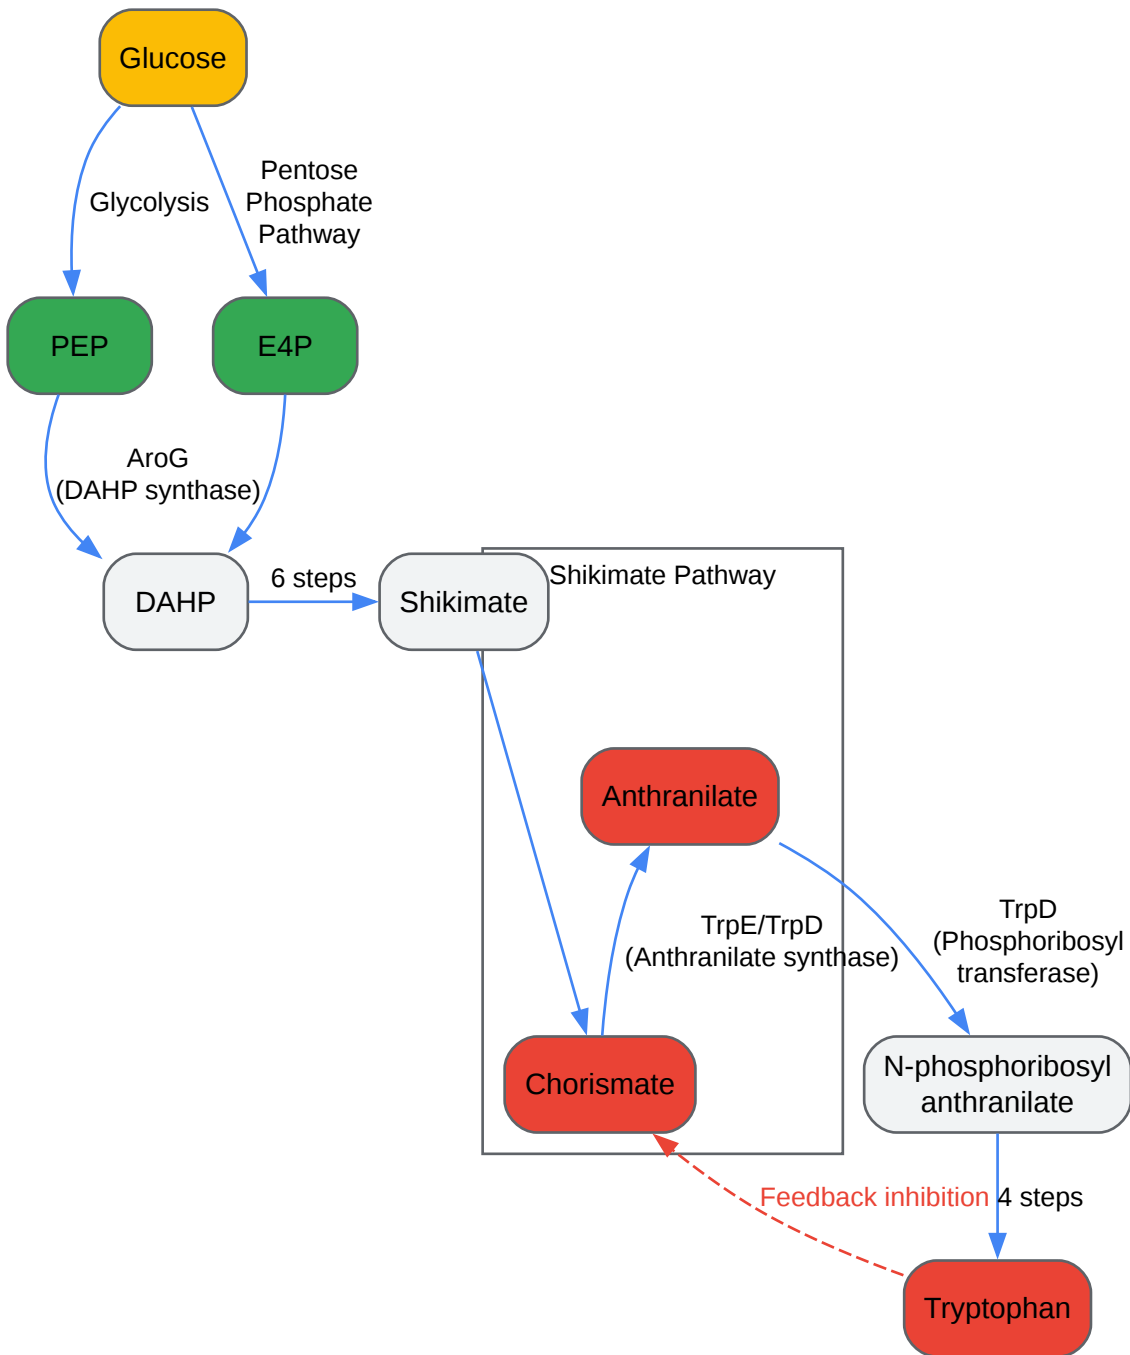 Glucose
Glycolysis
Pentose
Phosphate
Pathway
PEP
E4P
AroG
(DAHP synthase)
DAHP
6 steps
Shikimate
Shikimate Pathway
Anthranilate
TrpE/TrpD
(Anthranilate synthase)
TrpD
(Phosphoribosyl
transferase)
Chorismate
N-phosphoribosyl
anthranilate
Feedback inhibition
4 steps
Tryptophan